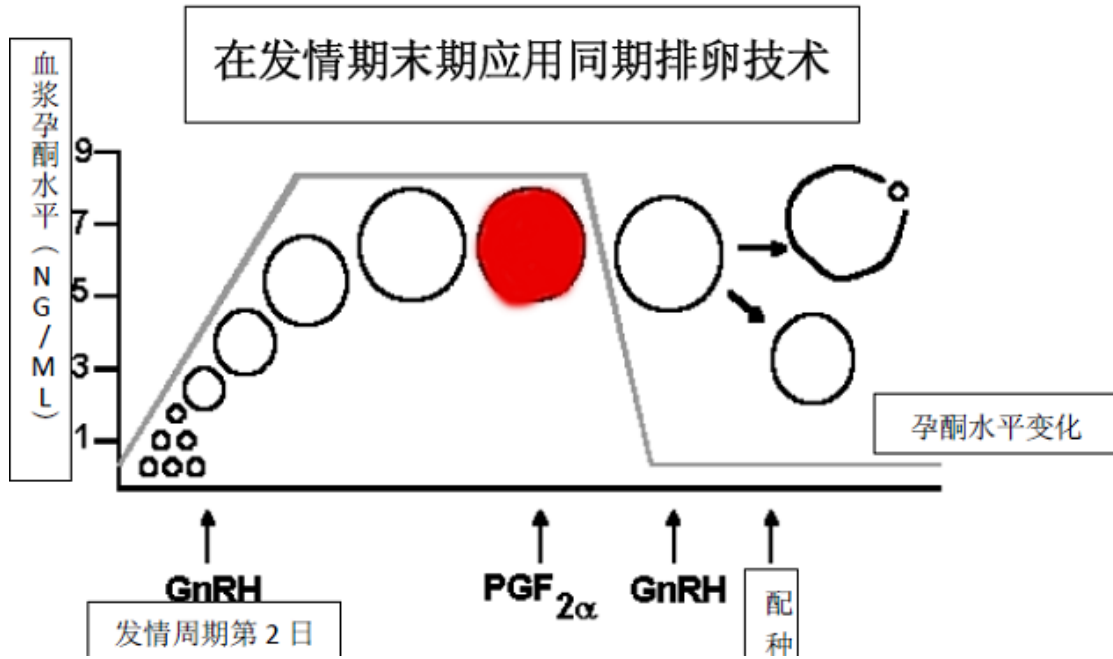 在发情期末期应用同期排卵技术
血浆孕酮水平（NG/ML）
9
7
5
3
1
孕酮水平变化
GnRH
PGF2α
GnRH
配种
发情周期第2日